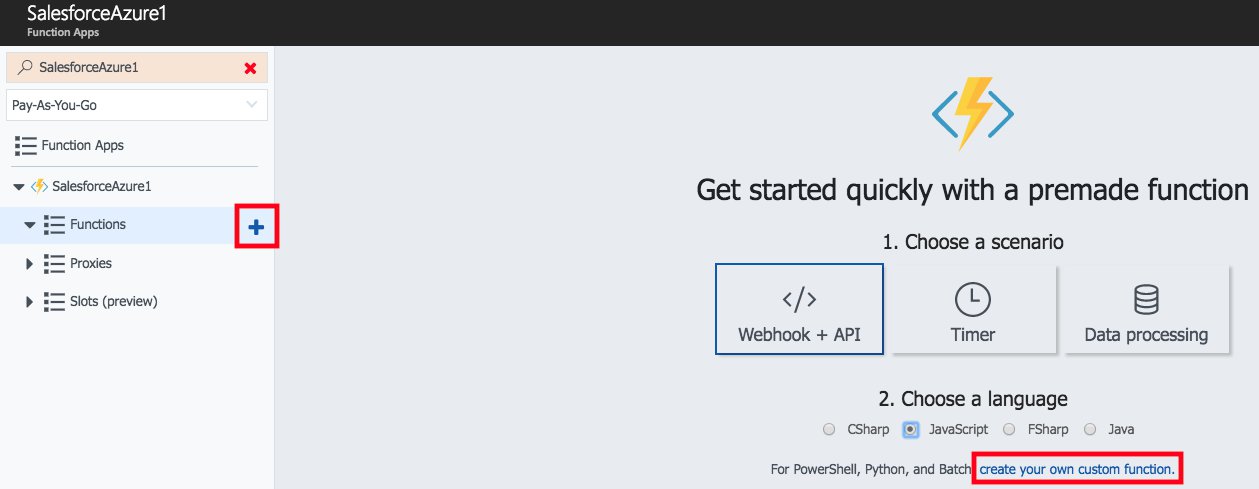 SalesforceAzure1
Function Apps
SalesforceAzure1
Pay-As-You-Go
Function Apps
SalesforceAzure1
Functions
Proxies
Slots (preview)
Get started quickly with a premade function
1. Choose a scenario
Webhook + API
Timer
Data processing
2. Choose a language
CSharp JavaScript FSharp Java
For PowerShell, Python, and Batch, create your own custom function.